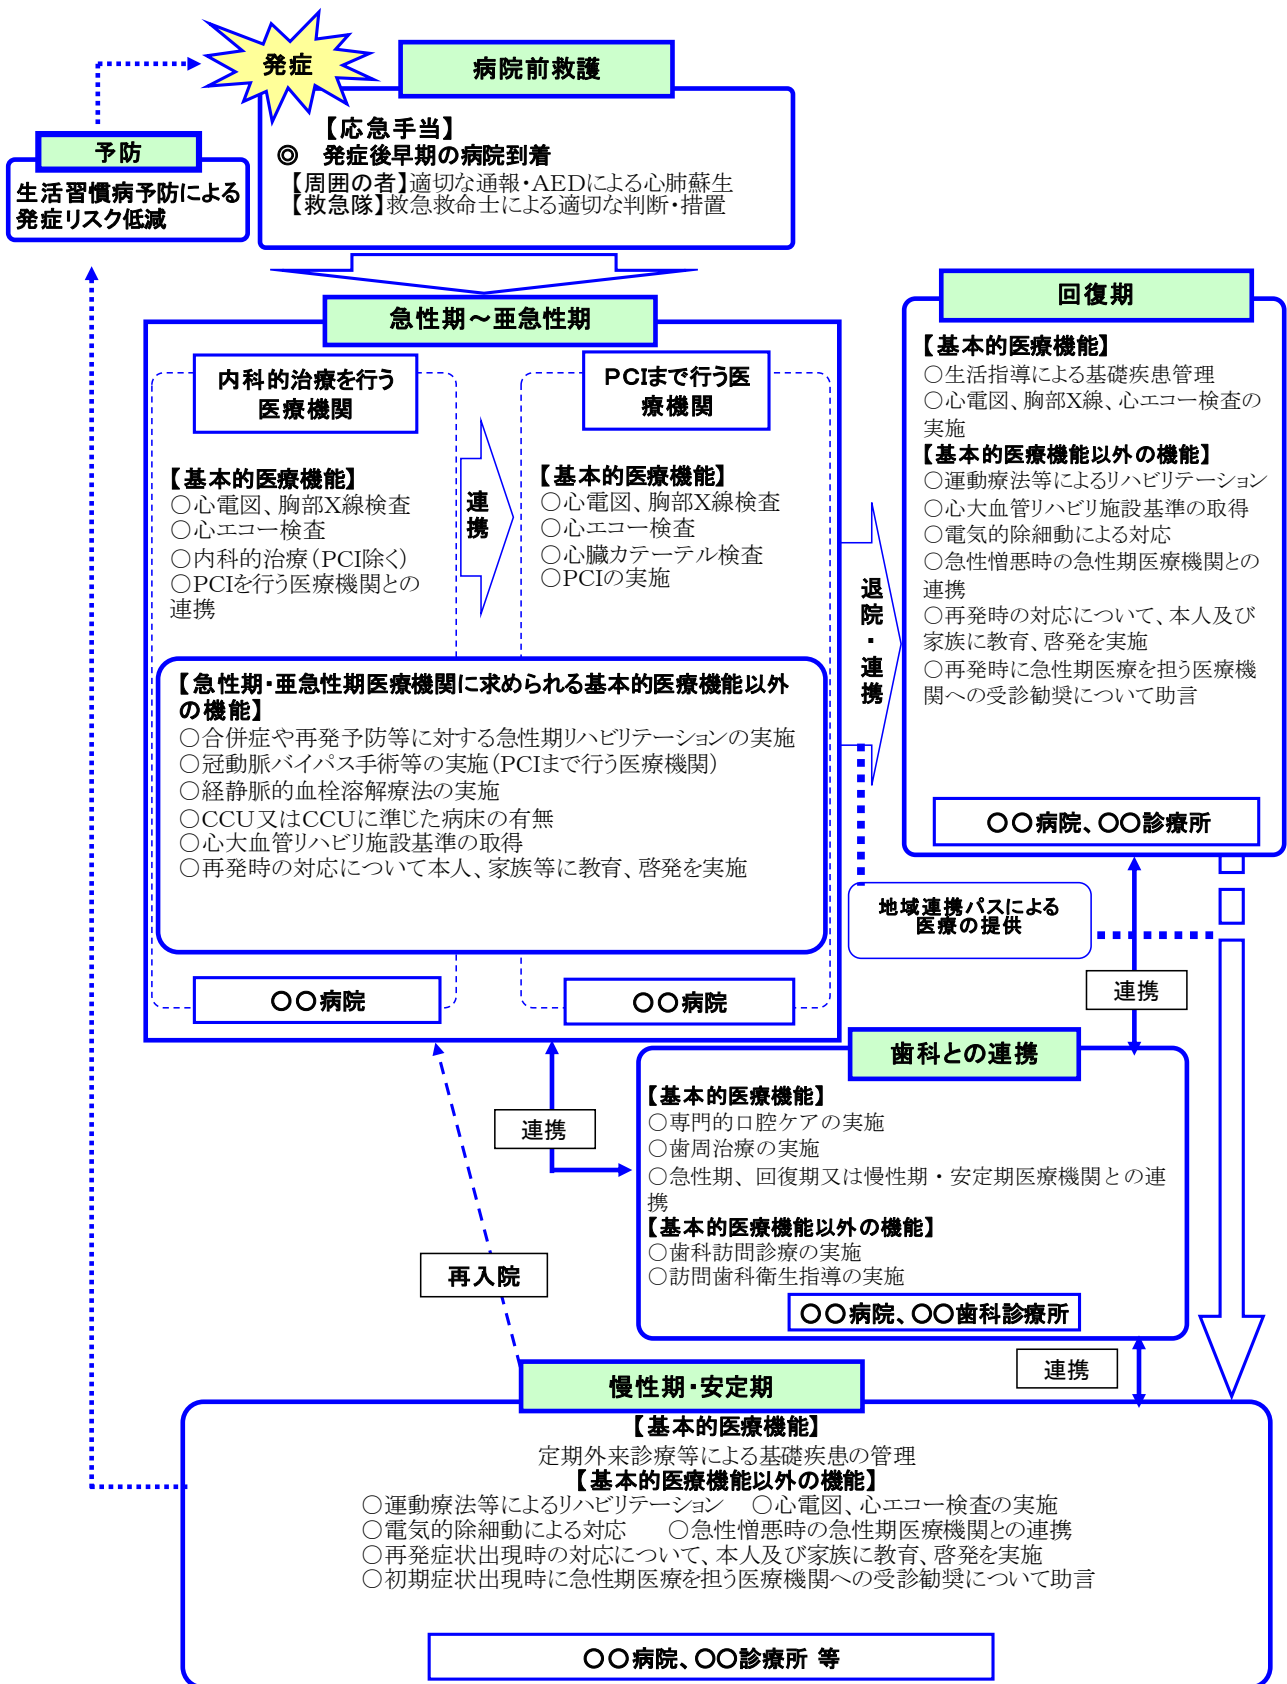 発症
病院前救護
【応急手当】
◎　発症後早期の病院到着
【周囲の者】適切な通報・AEDによる心肺蘇生
【救急隊】救急救命士による適切な判断・措置
予防
生活習慣病予防による
発症リスク低減
急性期～亜急性期
内科的治療を行う
医療機関
【基本的医療機能】
○心電図、胸部X線検査
○心エコー検査
○内科的治療（PCI除く）
○PCIを行う医療機関との
連携
連携
PCIまで行う医
療機関
【基本的医療機能】
○心電図、胸部X線検査
○心エコー検査
○心臓カテーテル検査
○PCIの実施
【急性期・亜急性期医療機関に求められる基本的医療機能以外
の機能】
○合併症や再発予防等に対する急性期リハビリテーションの実施
○冠動脈バイパス手術等の実施（PCIまで行う医療機関）
○経静脈的血栓溶解療法の実施
○CCU又はCCUに準じた病床の有無
○心大血管リハビリ施設基準の取得
○再発時の対応について本人、家族等に教育、啓発を実施
○○病院
○○病院
退院・連携
回復期
【基本的医療機能】
○生活指導による基礎疾患管理
○心電図、胸部X線、心エコー検査の
実施
【基本的医療機能以外の機能】
○運動療法等によるリハビリテーション
○心大血管リハビリ施設基準の取得
○電気的除細動による対応
○急性憎悪時の急性期医療機関との
連携
○再発時の対応について、本人及び
家族に教育、啓発を実施
○再発時に急性期医療を担う医療機
関への受診勧奨について助言
○○病院、○○診療所
地域連携パスによる
医療の提供
連携
歯科との連携
【基本的医療機能】
○専門的口腔ケアの実施
○歯周治療の実施
○急性期、回復期又は慢性期・安定期医療機関との連
携
【基本的医療機能以外の機能】
○歯科訪問診療の実施
○訪問歯科衛生指導の実施
○○病院、○○歯科診療所
連携
再入院
連携
慢性期・安定期
【基本的医療機能】
定期外来診療等による基礎疾患の管理
【基本的医療機能以外の機能】
○運動療法等によるリハビリテーション　○心電図、心エコー検査の実施
○電気的除細動による対応　○急性憎悪時の急性期医療機関との連携
○再発症状出現時の対応について、本人及び家族に教育、啓発を実施
○初期症状出現時に急性期医療を担う医療機関への受診勧奨について助言
○○病院、○○診療所 等